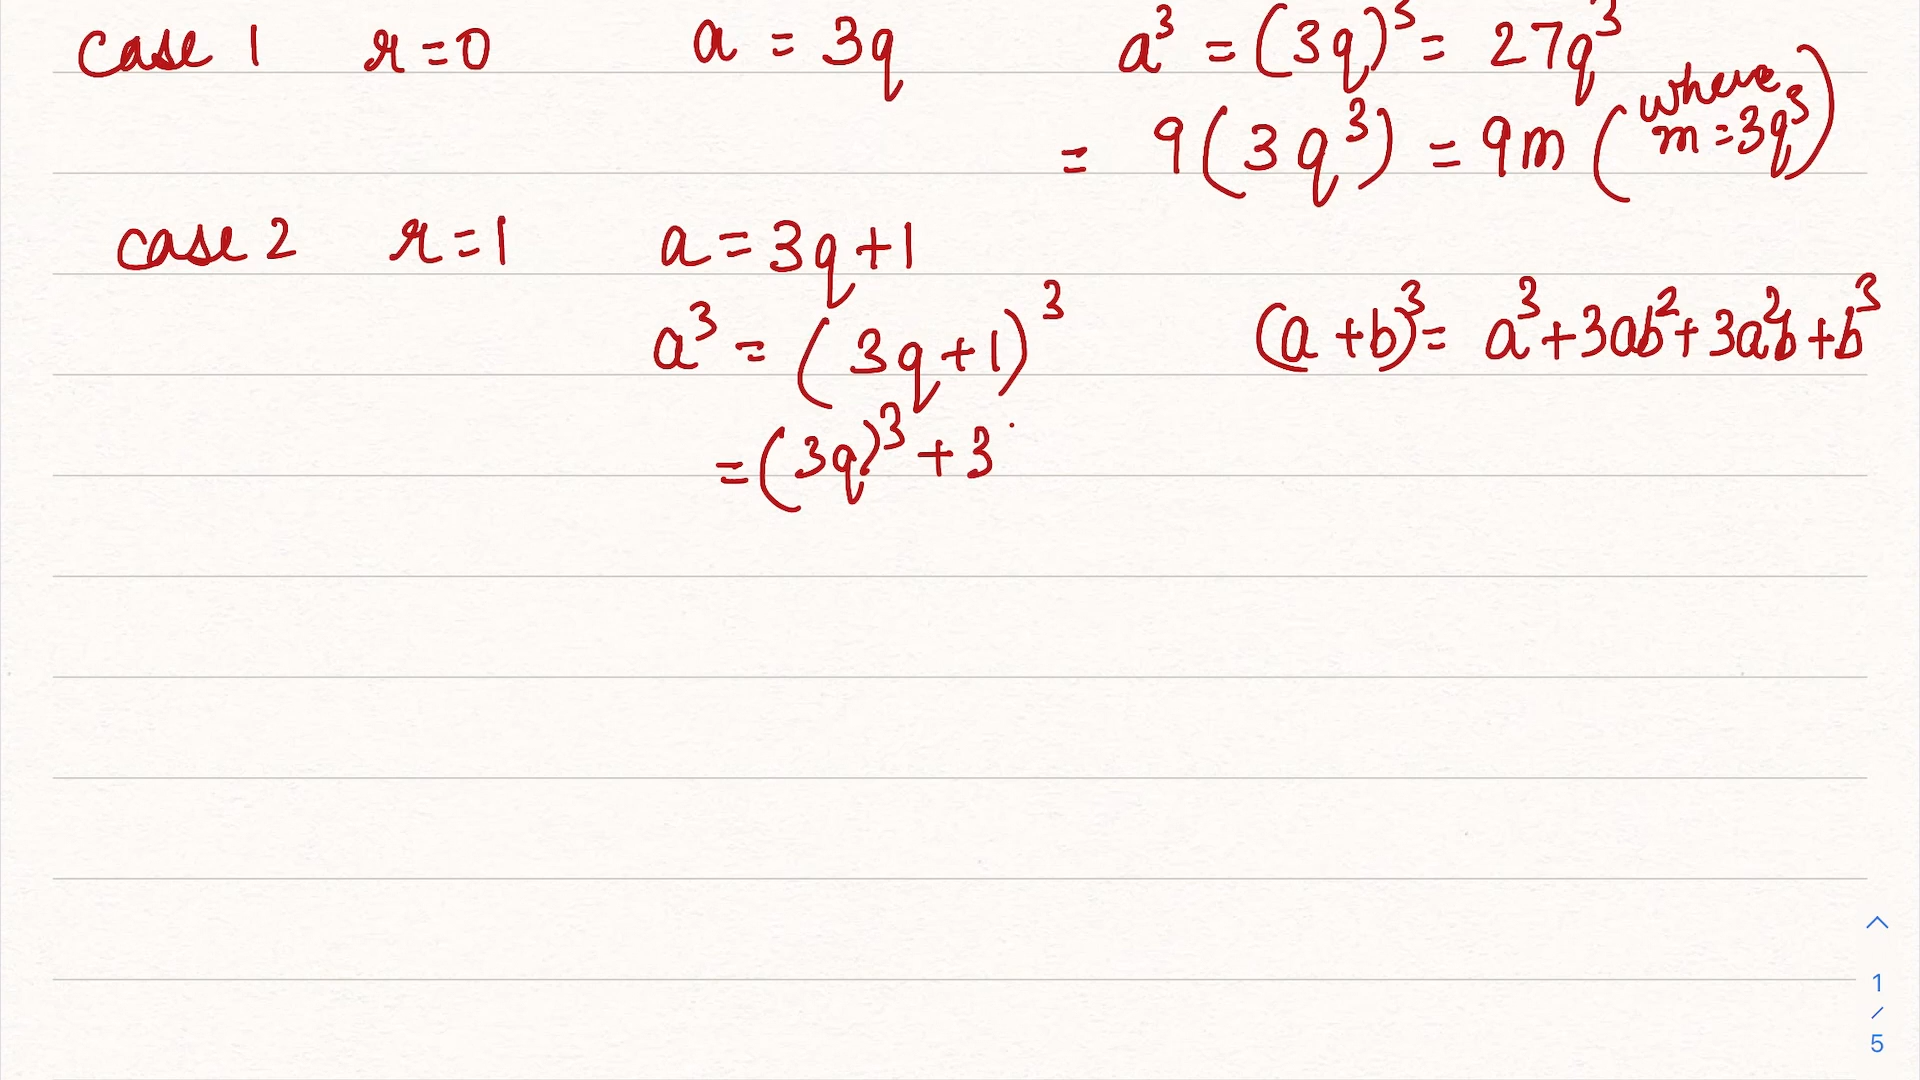 Case 1 r=0 a = 3q a³ = (3q)³ = 27q³
= 9(3q³) = 9m (where m=3q³)
Case 2 r=1 a=3q+1
a³ = (3q+1)³ (a+b)³= a³+3ab²+3a²b+b³
=(3q)³+3
1
/
5